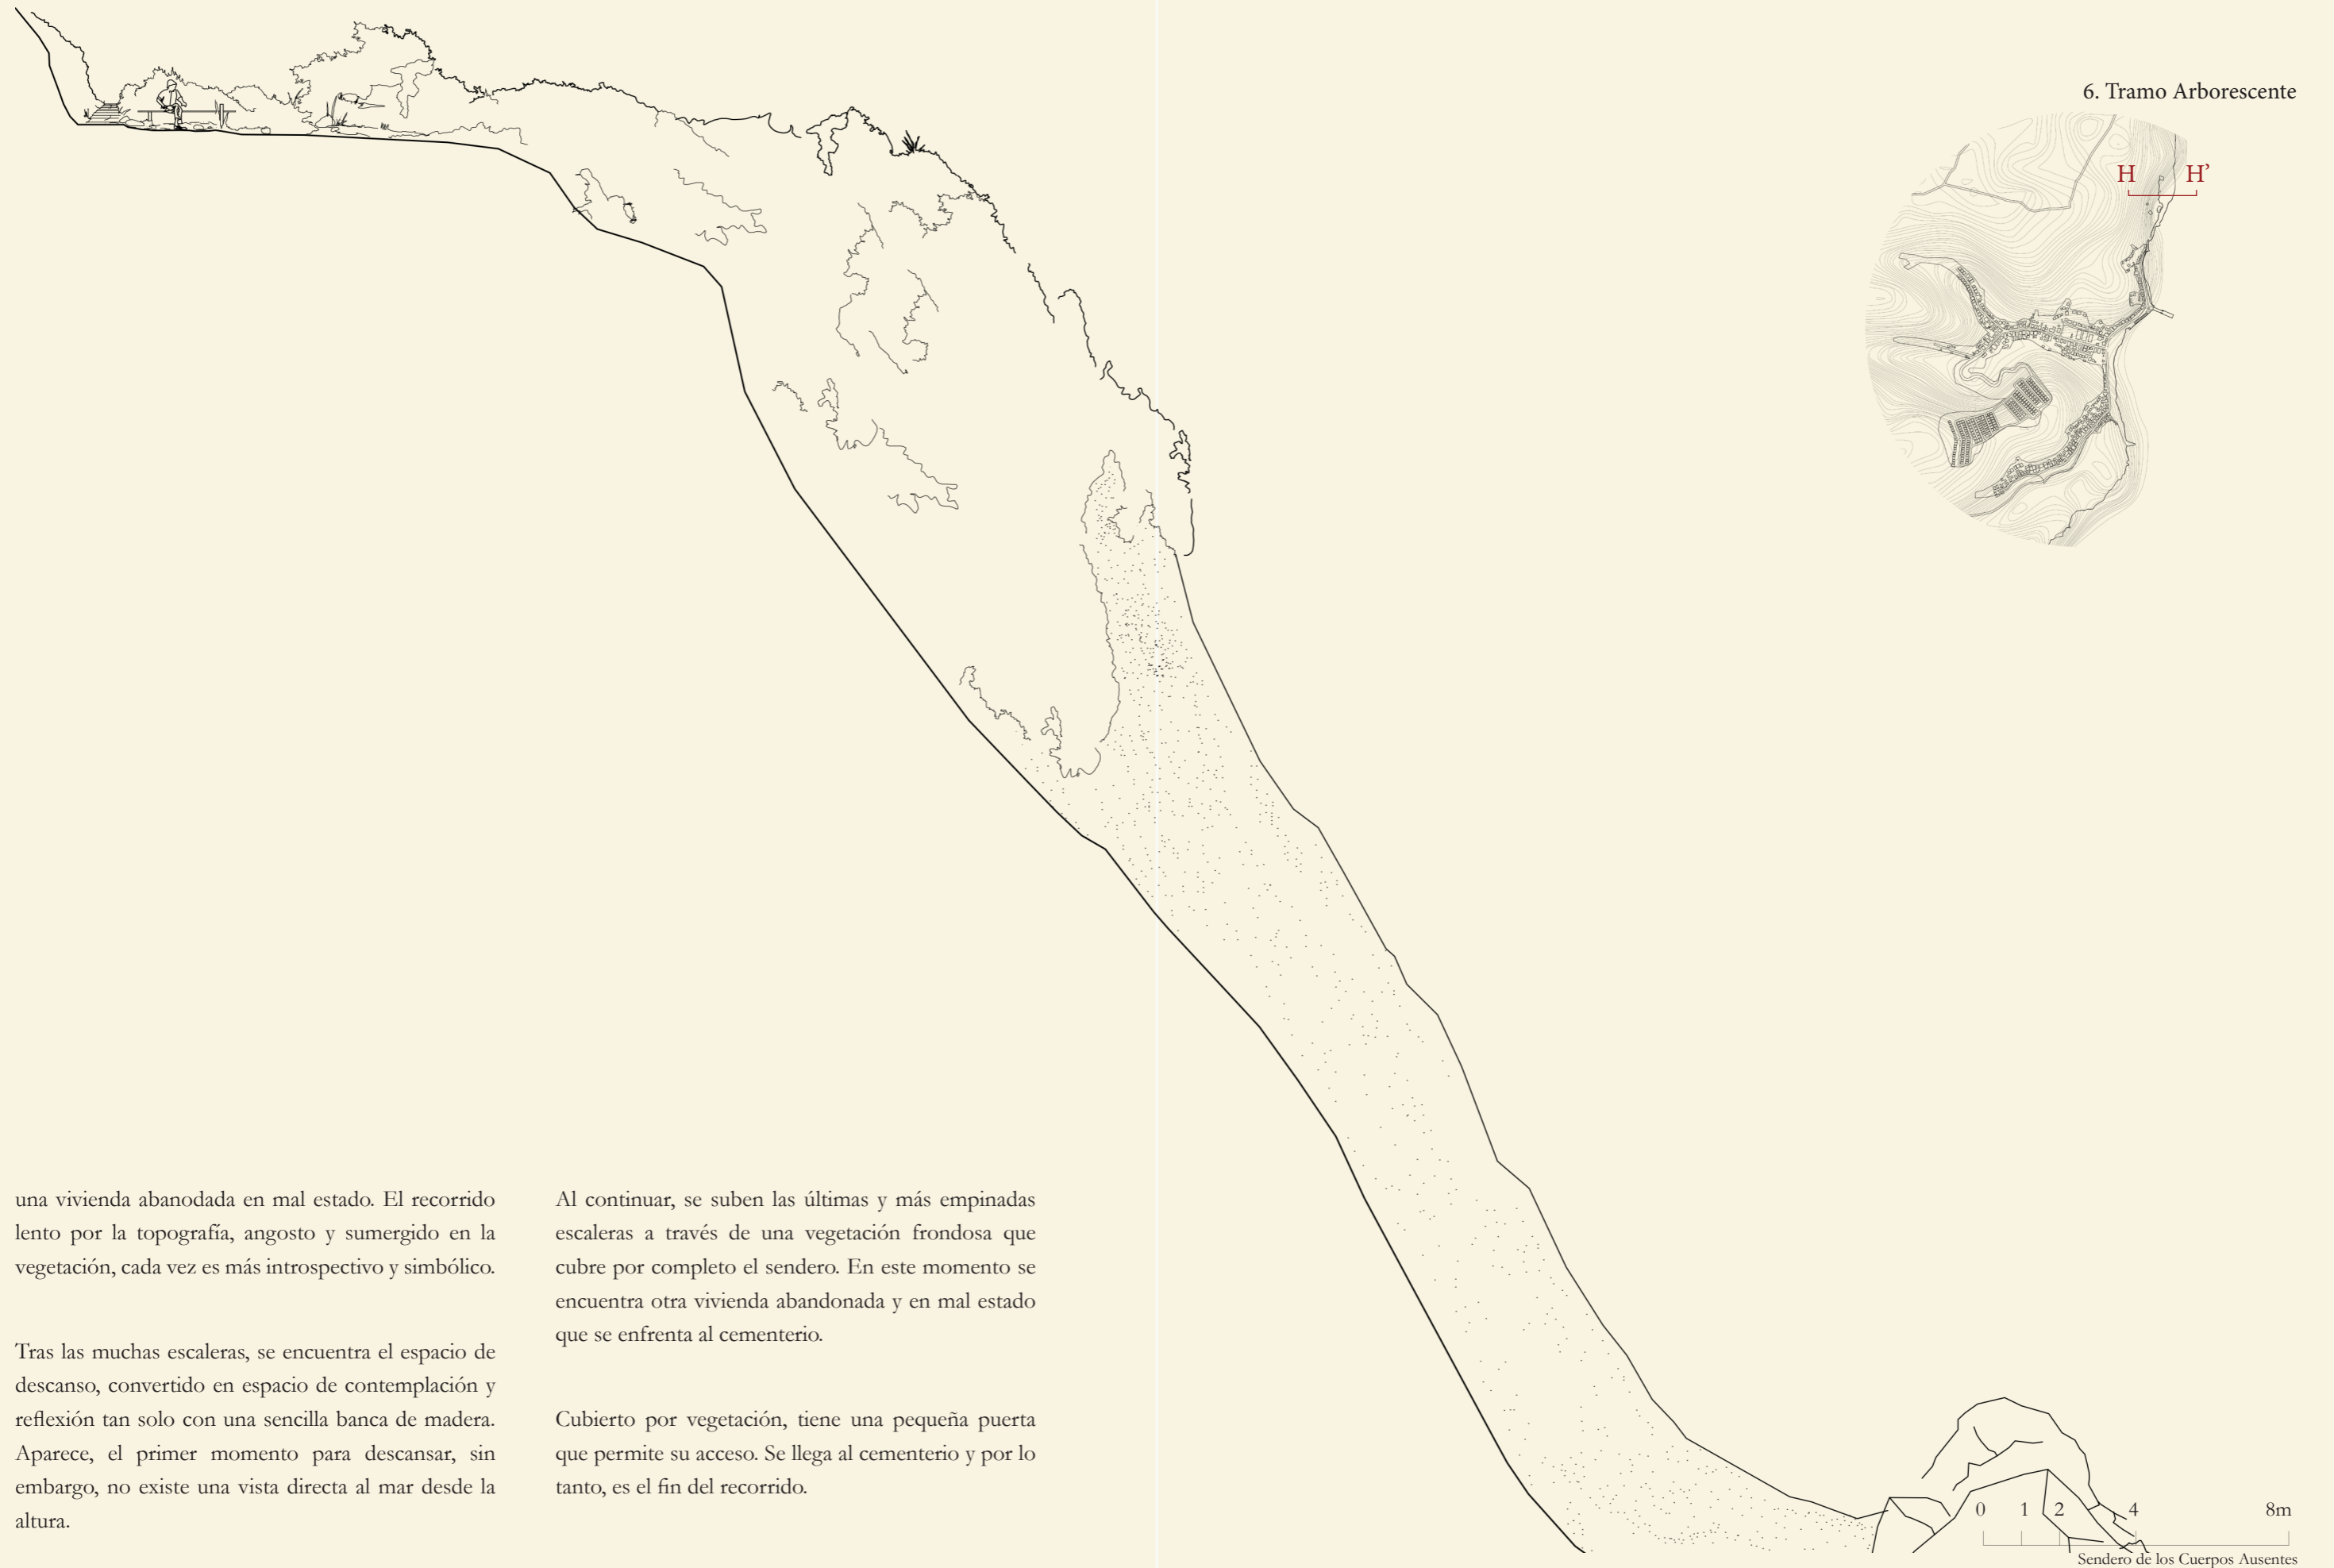 6. Tramo Arborescente
H
H’
una vivienda abanodada en mal estado. El recorrido
lento por la topografía, angosto y sumergido en la
vegetación, cada vez es más introspectivo y simbólico.
Tras las muchas escaleras, se encuentra el espacio de
descanso, convertido en espacio de contemplación y
reflexión tan solo con una sencilla banca de madera.
Aparece, el primer momento para descansar, sin
embargo, no existe una vista directa al mar desde la
altura.
Al continuar, se suben las últimas y más empinadas
escaleras a través de una vegetación frondosa que
cubre por completo el sendero. En este momento se
encuentra otra vivienda abandonada y en mal estado
que se enfrenta al cementerio.
Cubierto por vegetación, tiene una pequeña puerta
que permite su acceso. Se llega al cementerio y por lo
tanto, es el fin del recorrido.
0 1 2 4 8m
Sendero de los Cuerpos Ausentes